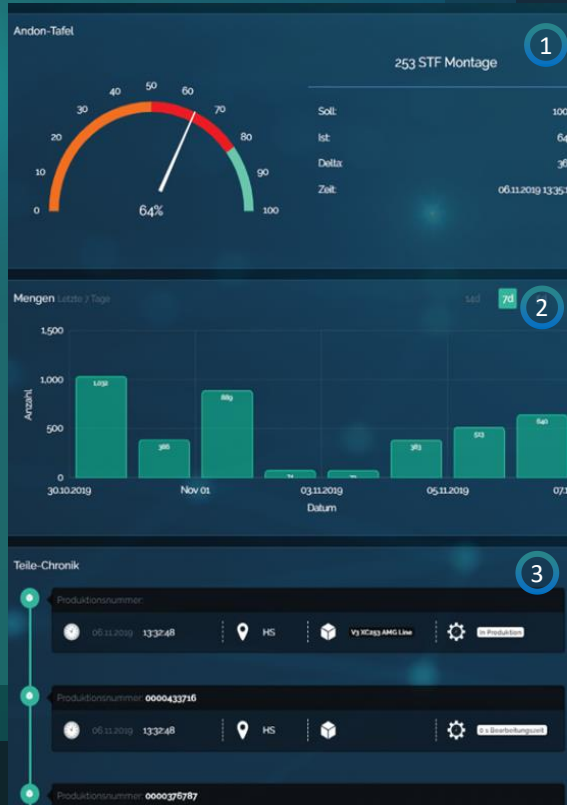 Andon-Tafel
1
253 STF Montage
0
10
20
30
40
50
60
70
80
90
100
64%
Soll: 100
Ist: 64
Delta: 36
Zeit: 06.11.2019 13:35:1
Mengen Letzte 7 Tage
14d 7d
2
Anzahl
1,500
1,000
500
0
1,032
386
889
383
513
640
30.10.2019 Nov 01 03.11.2019 05.11.2019 07.1
Datum
Teile-Chronik
3
Produktionsnummer:
06.11.2019 13:32:48 HS V3 XC253 AMG Line In Produktion
Produktionsnummer: 0000433716
06.11.2019 13:32:48 HS 0 s Bearbeitungszeit
Produktionsnummer: 0000376787